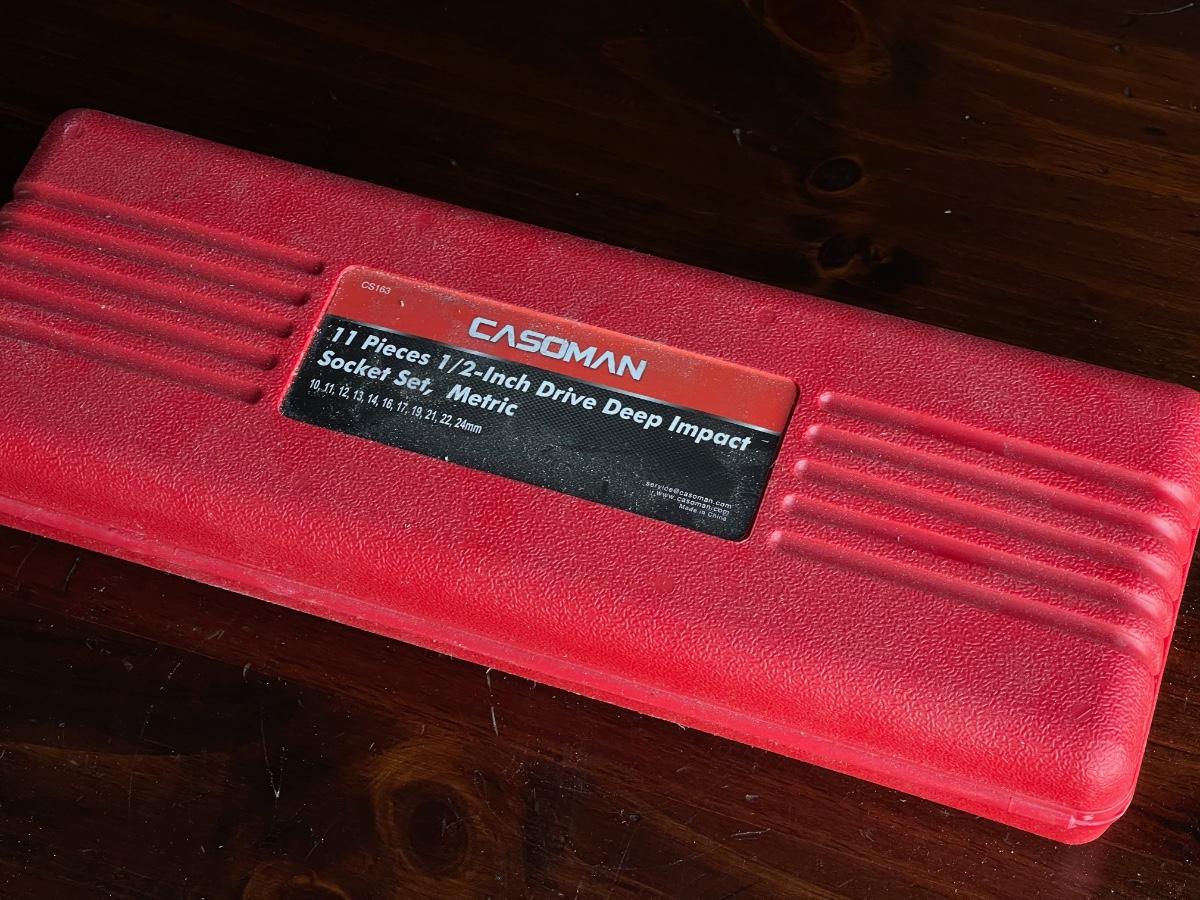 CS163
CASOMAN
11 Pieces 1/2-Inch Drive Deep Impact
Socket Set, Metric
10, 11, 12, 13, 14, 16, 17, 19, 21, 22, 24mm
service@casoman.com
www.casoman.com
Made in China